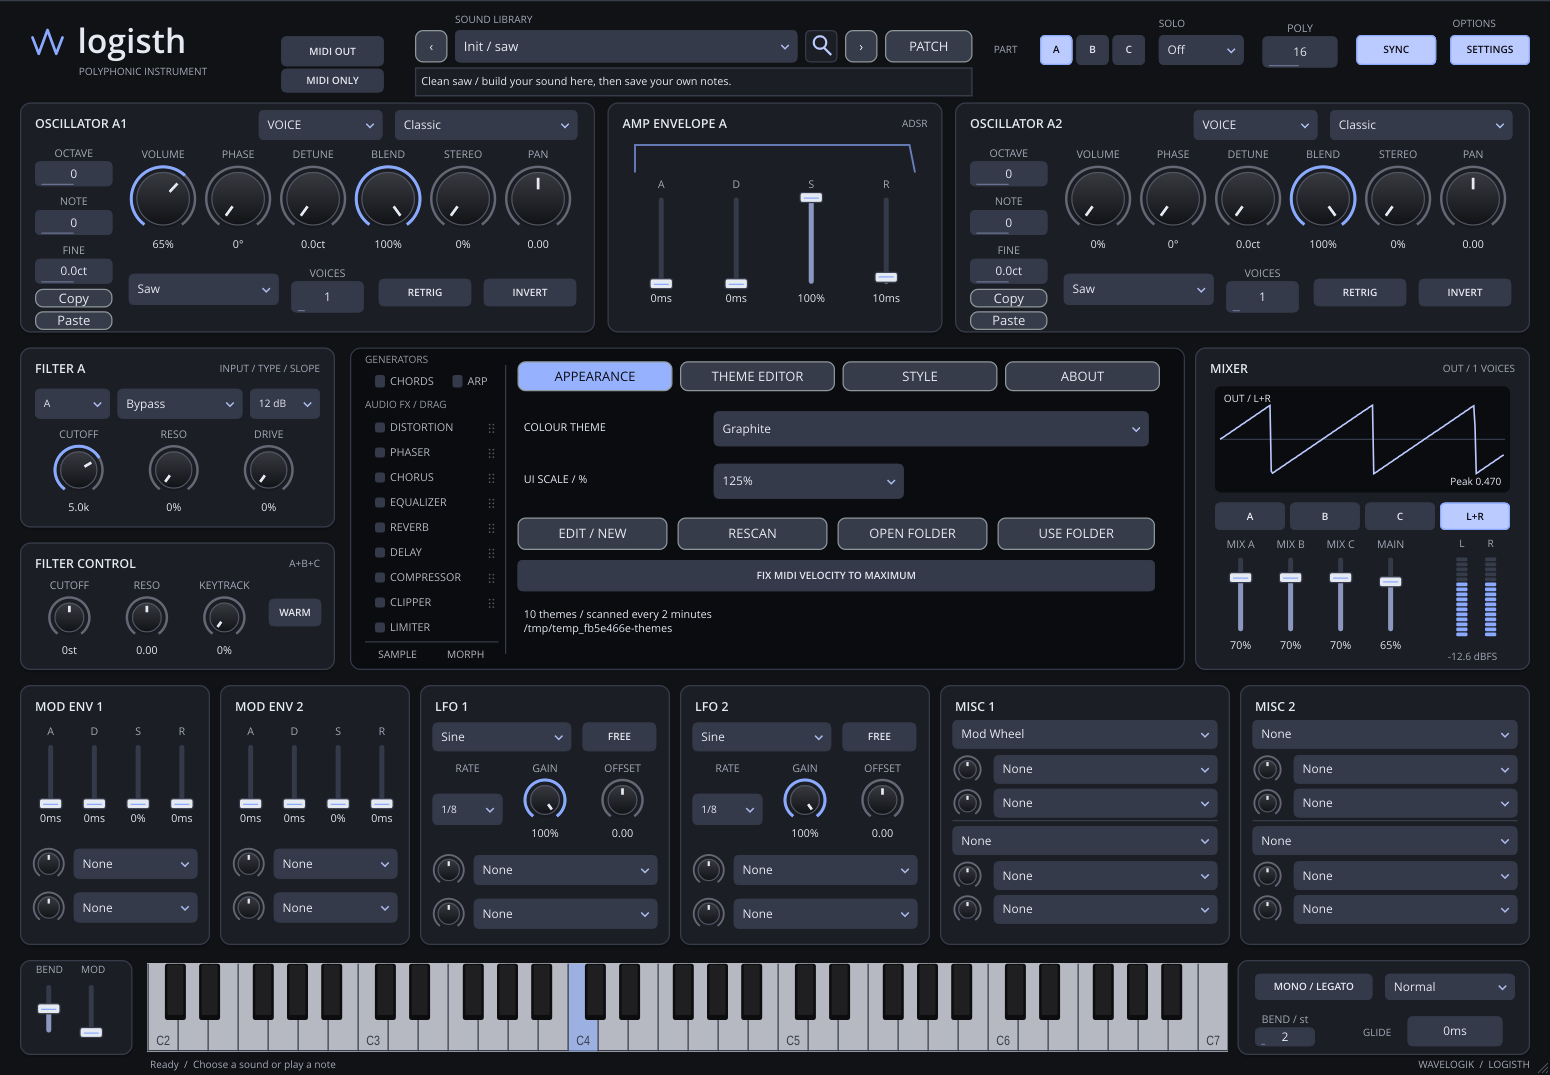 logisth
POLYPHONIC INSTRUMENT
MIDI OUT
MIDI ONLY
SOUND LIBRARY
‹
Init / saw
›
PATCH
Clean saw / build your sound here, then save your own notes.
PART
A
B
C
SOLO
Off
POLY
16
SYNC
OPTIONS
SETTINGS
OSCILLATOR A1
VOICE
Classic
OCTAVE
0
NOTE
0
FINE
0.0ct
Copy
Paste
VOLUME PHASE DETUNE BLEND STEREO PAN
65% 0° 0.0ct 100% 0% 0.00
Saw
VOICES
1
RETRIG
INVERT
AMP ENVELOPE A
ADSR
A D S R
0ms 0ms 100% 10ms
OSCILLATOR A2
VOICE
Classic
OCTAVE
0
NOTE
0
FINE
0.0ct
Copy
Paste
VOLUME PHASE DETUNE BLEND STEREO PAN
0% 0° 0.0ct 100% 0% 0.00
Saw
VOICES
1
RETRIG
INVERT
FILTER A
INPUT / TYPE / SLOPE
A
Bypass
12 dB
CUTOFF RESO DRIVE
5.0k 0% 0%
FILTER CONTROL
A+B+C
CUTOFF RESO KEYTRACK
WARM
0st 0.00 0%
GENERATORS
CHORDS
ARP
AUDIO FX / DRAG
DISTORTION
PHASER
CHORUS
EQUALIZER
REVERB
DELAY
COMPRESSOR
CLIPPER
LIMITER
SAMPLE MORPH
APPEARANCE
THEME EDITOR
STYLE
ABOUT
COLOUR THEME
Graphite
UI SCALE / %
125%
EDIT / NEW
RESCAN
OPEN FOLDER
USE FOLDER
FIX MIDI VELOCITY TO MAXIMUM
10 themes / scanned every 2 minutes
/tmp/temp_fb5e466e-themes
MIXER
OUT / 1 VOICES
OUT / L+R
Peak 0.470
A
B
C
L+R
MIX A MIX B MIX C MAIN L R
70% 70% 70% 65%
-12.6 dBFS
MOD ENV 1
A D S R
0ms 0ms 0% 0ms
None
None
MOD ENV 2
A D S R
0ms 0ms 0% 0ms
None
None
LFO 1
Sine
FREE
RATE GAIN OFFSET
1/8
100% 0.00
None
None
LFO 2
Sine
FREE
RATE GAIN OFFSET
1/8
100% 0.00
None
None
MISC 1
Mod Wheel
None
None
None
None
None
MISC 2
None
None
None
None
None
None
BEND MOD
C2 C3 C4 C5 C6 C7
MONO / LEGATO
Normal
BEND / st
2
GLIDE
0ms
Ready / Choose a sound or play a note
WAVELOGIK / LOGISTH